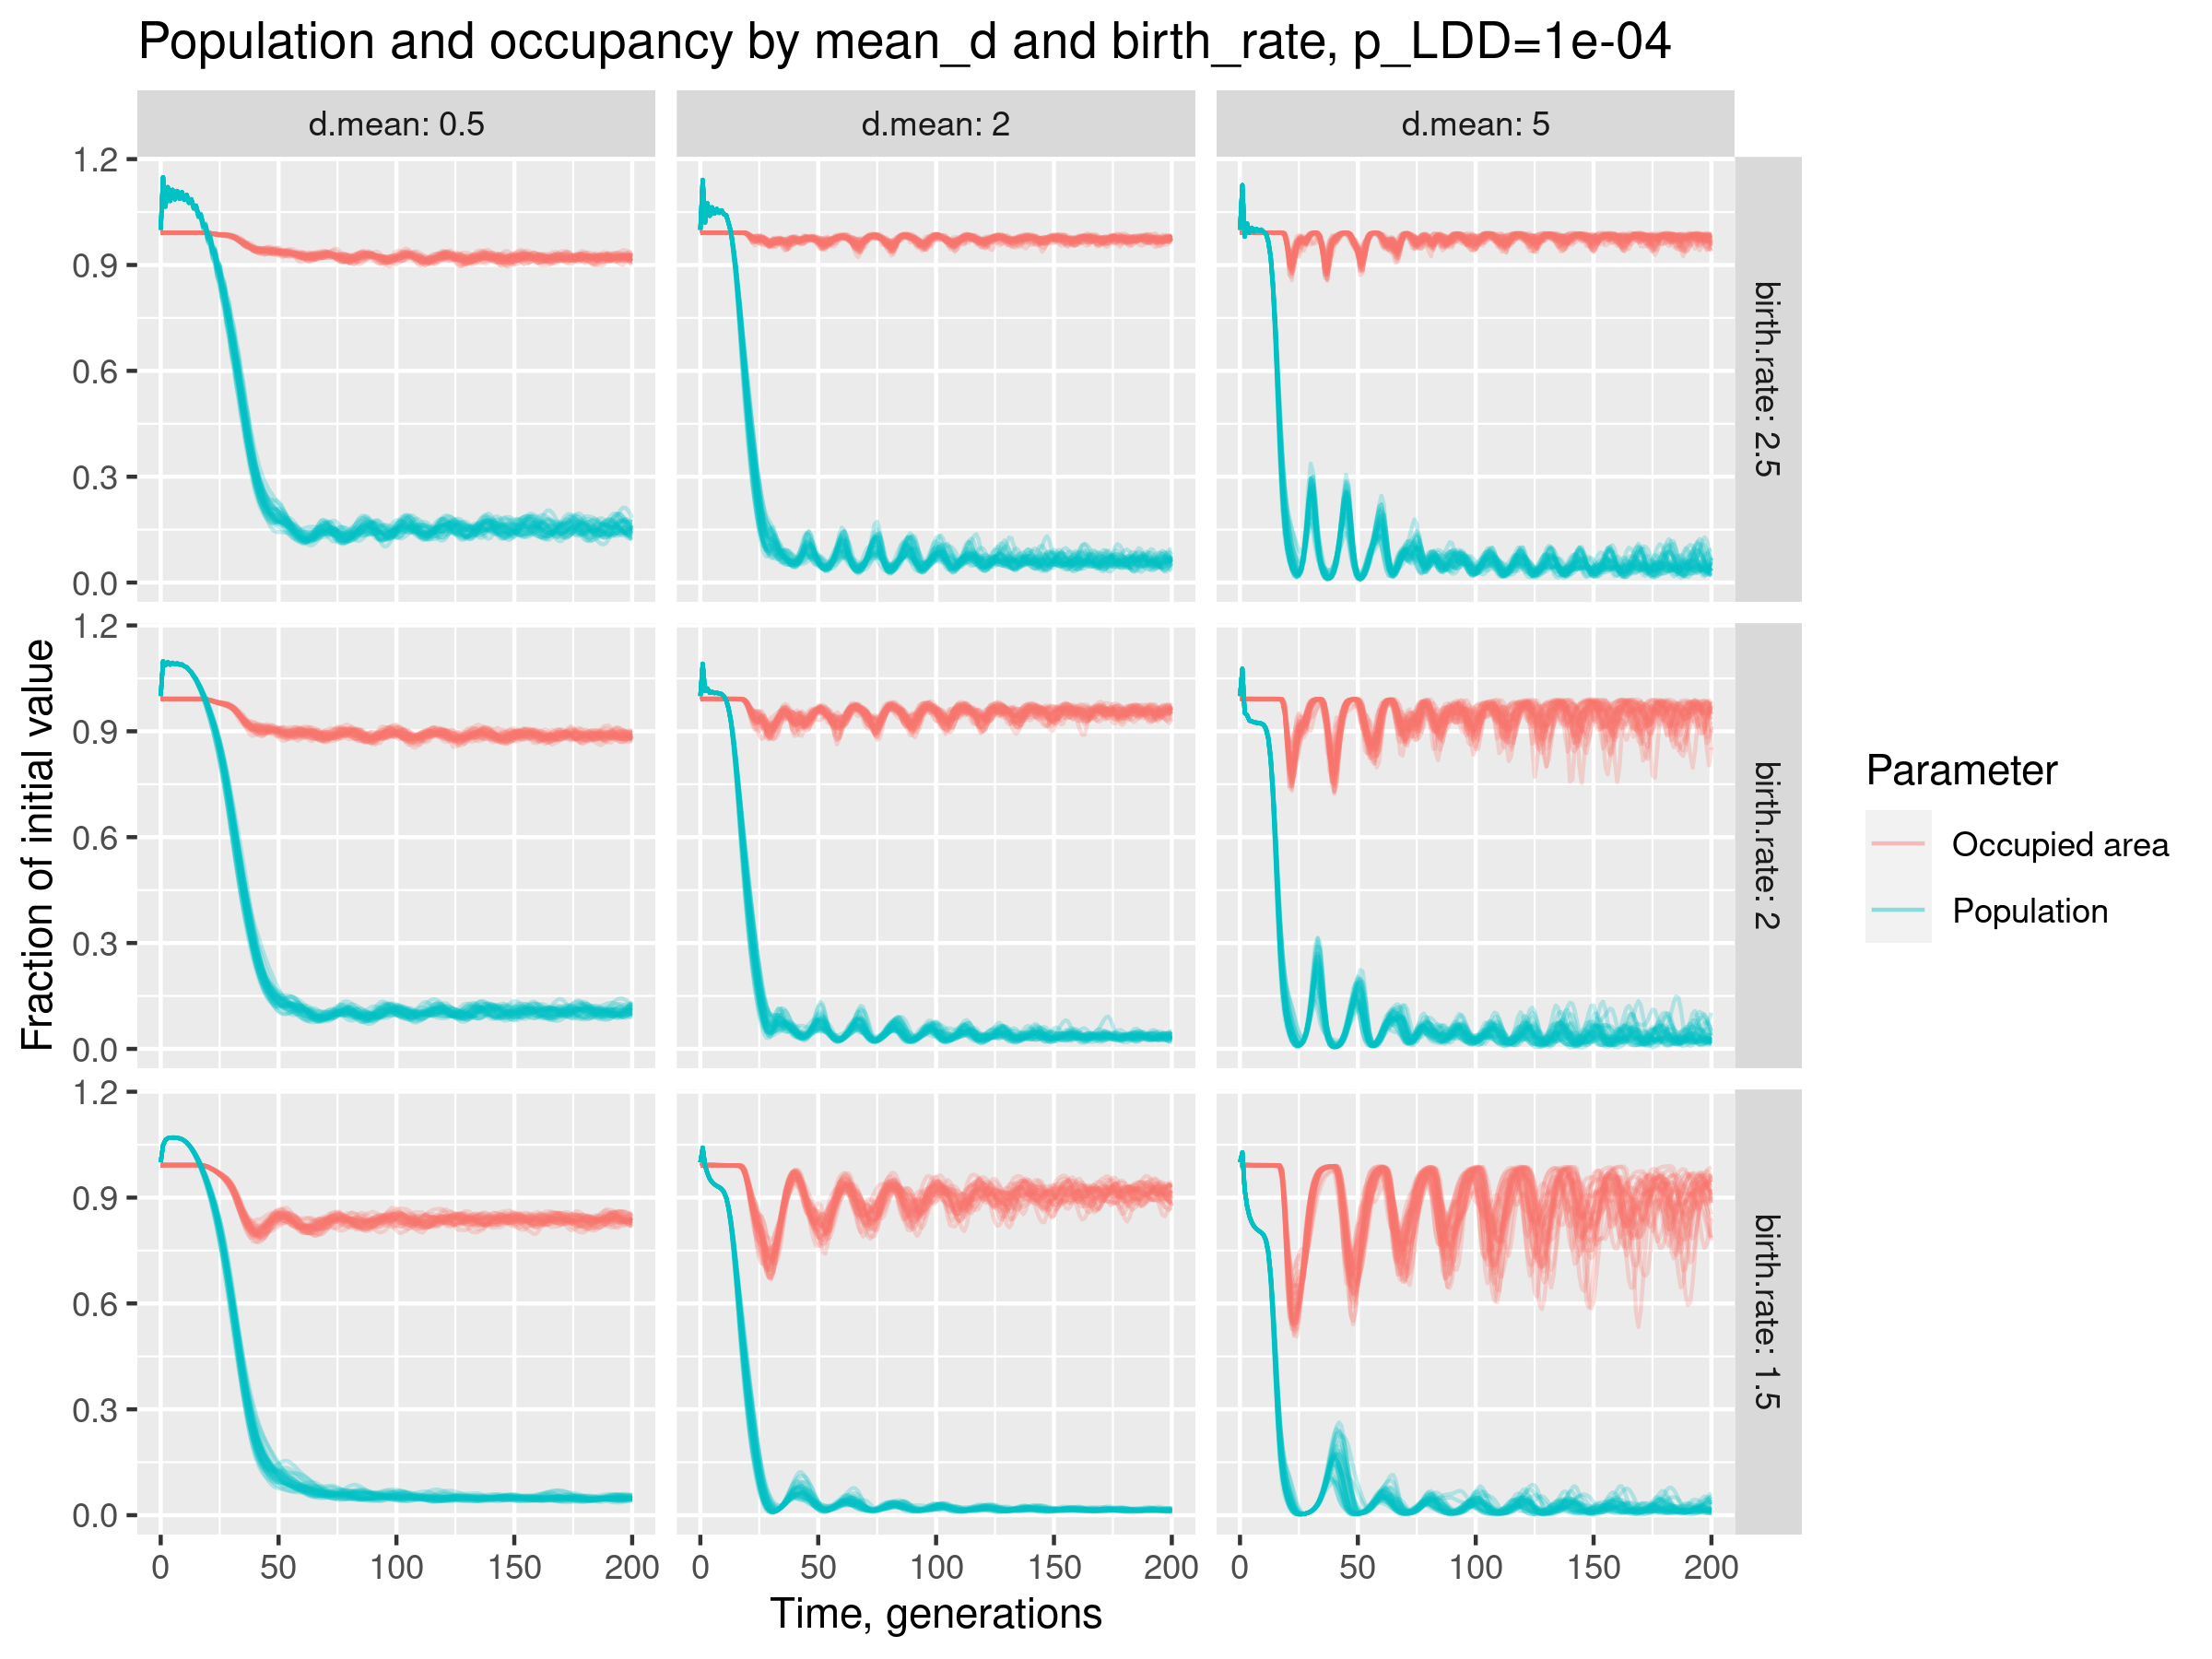 Population and occupancy by mean_d and birth_rate, p_LDD=1e-04
d.mean: 0.5
d.mean: 2
d.mean: 5
1.2
0.9
0.6
0.3
0.0
birth.rate: 2.5
1.2
0.9
0.6
0.3
0.0
birth.rate: 2
1.2
0.9
0.6
0.3
0.0
birth.rate: 1.5
Fraction of initial value
0 50 100 150 200
0 50 100 150 200
0 50 100 150 200
Time, generations
Parameter
Occupied area
Population